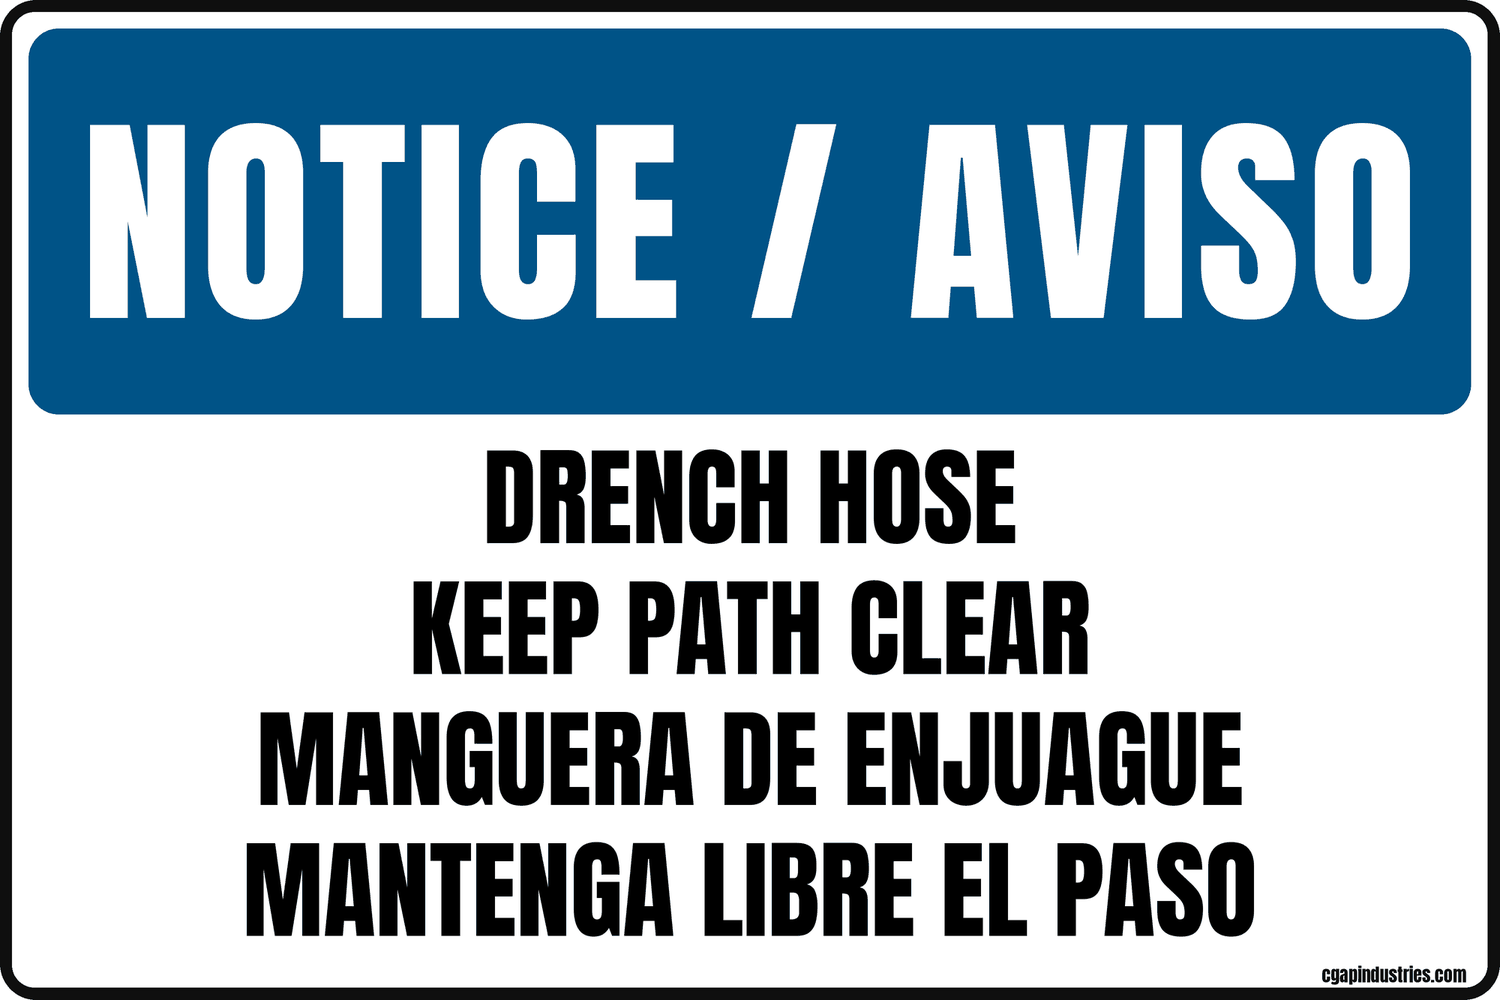 NOTICE / AVISO
DRENCH HOSE
KEEP PATH CLEAR
MANGUERA DE ENJUAGUE
MANTENGA LIBRE EL PASO
cgapindustries.com